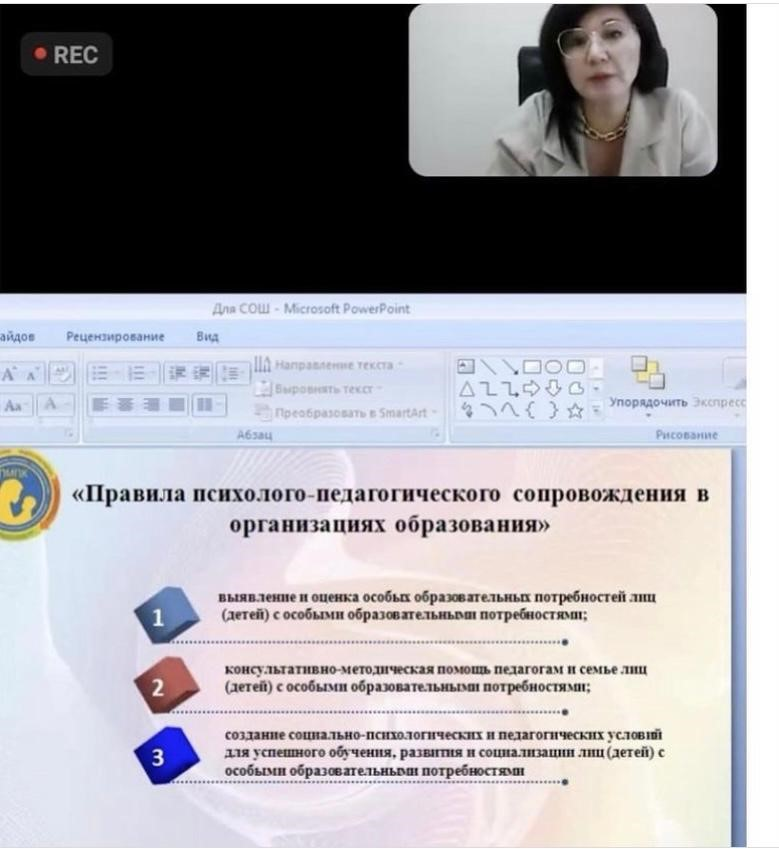 REC
Для СОШ - Microsoft PowerPoint
айдов Рецензирование Вид
Направление текста
Выровнять текст
Преобразовать в SmartArt
Aa A
Упорядочить Экспресс
Абзац Рисование
ПМПК
«Правила психолого-педагогического сопровождения в
организациях образования»
1 выявление и оценка особых образовательных потребностей лиц
(детей) с особыми образовательными потребностями;
2 консультативно-методическая помощь педагогам и семье лиц
(детей) с особыми образовательными потребностями;
3 создание социально-психологических и педагогических условий
для успешного обучения, развития и социализации лиц (детей) с
особыми образовательными потребностями